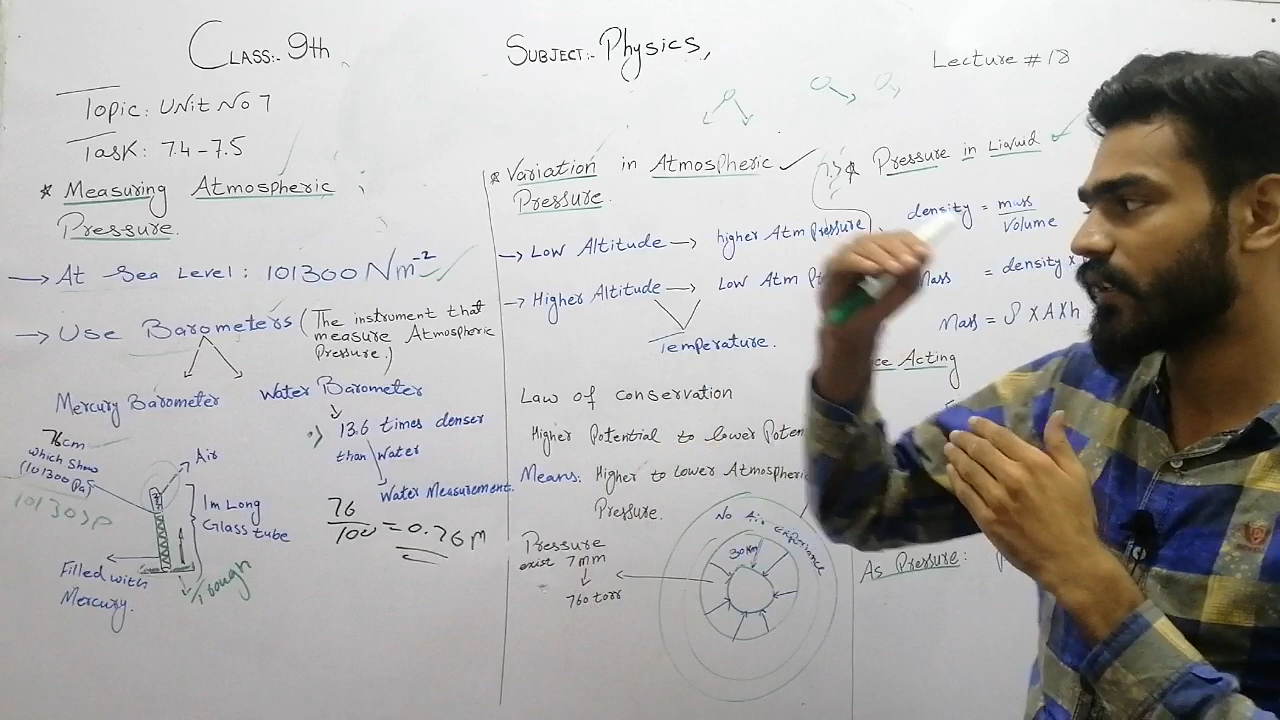 CLASS:- 9th
SUBJECT:- Physics,
Lecture # 18
Topic: UNit No 7
Task: 7.4 - 7.5
* Measuring Atmospheric
Pressure.
→ At Sea Level: 101300 Nm⁻²
→ Use Barometers (The instrument that
measure Atmospheric
Pressure.)
Mercury Barometer
Water Barometer
13.6 times denser
than water
Water Measurement.
76/100 = 0.76 m
76cm
which show
(101300 Pa)
Air
1m Long
Glass tube
Filled with
Mercury.
Trough
* Variation in Atmospheric
Pressure.
→ Low Altitude → higher Atm Pressure
→ Higher Altitude → Low Atm
Temperature.
Law of conservation
Higher Potential to lower Poten
Means: Higher to lower Atmospheric
Pressure.
Pressure
exist 7mm
760 torr
No Air experiance
30Km
* Pressure in Liquid
density = mass / Volume
Mass = density ×
Mass = ρ × A × h
ce Acting
As Pressure: